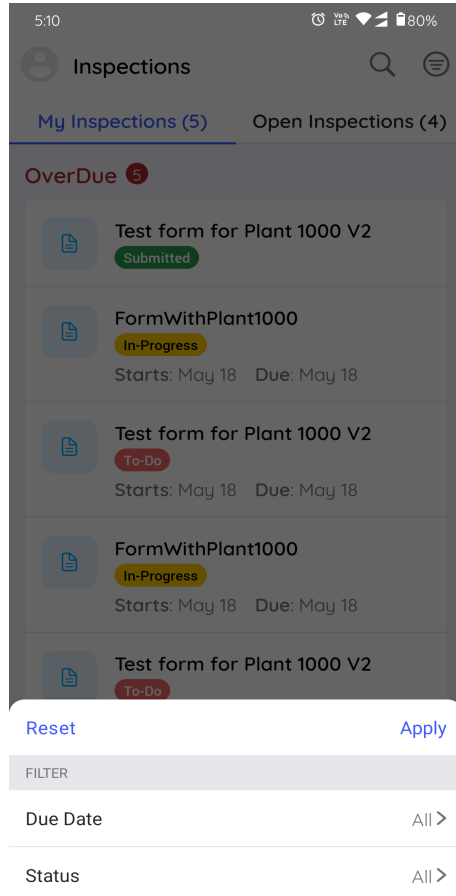 5:10 VoD LTE 80%
Inspections
My Inspections (5) Open Inspections (4)
OverDue 5
Test form for Plant 1000 V2
Submitted
FormWithPlant1000
In-Progress
Starts: May 18 Due: May 18
Test form for Plant 1000 V2
To-Do
Starts: May 18 Due: May 18
FormWithPlant1000
In-Progress
Starts: May 18 Due: May 18
Test form for Plant 1000 V2
To-Do
Reset Apply
FILTER
Due Date All
Status All